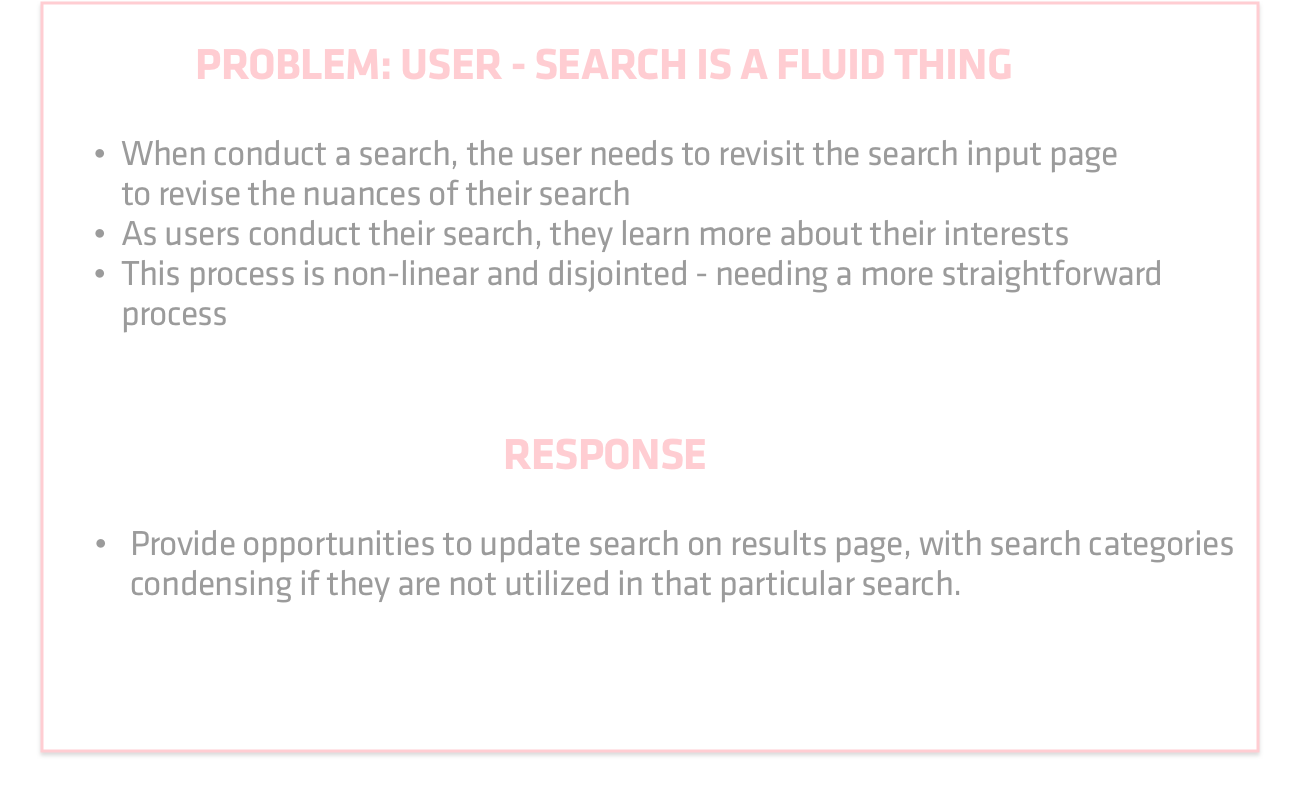 PROBLEM: USER - SEARCH IS A FLUID THING
• When conduct a search, the user needs to revisit the search input page
to revise the nuances of their search
• As users conduct their search, they learn more about their interests
• This process is non-linear and disjointed - needing a more straightforward
process
RESPONSE
• Provide opportunities to update search on results page, with search categories
condensing if they are not utilized in that particular search.